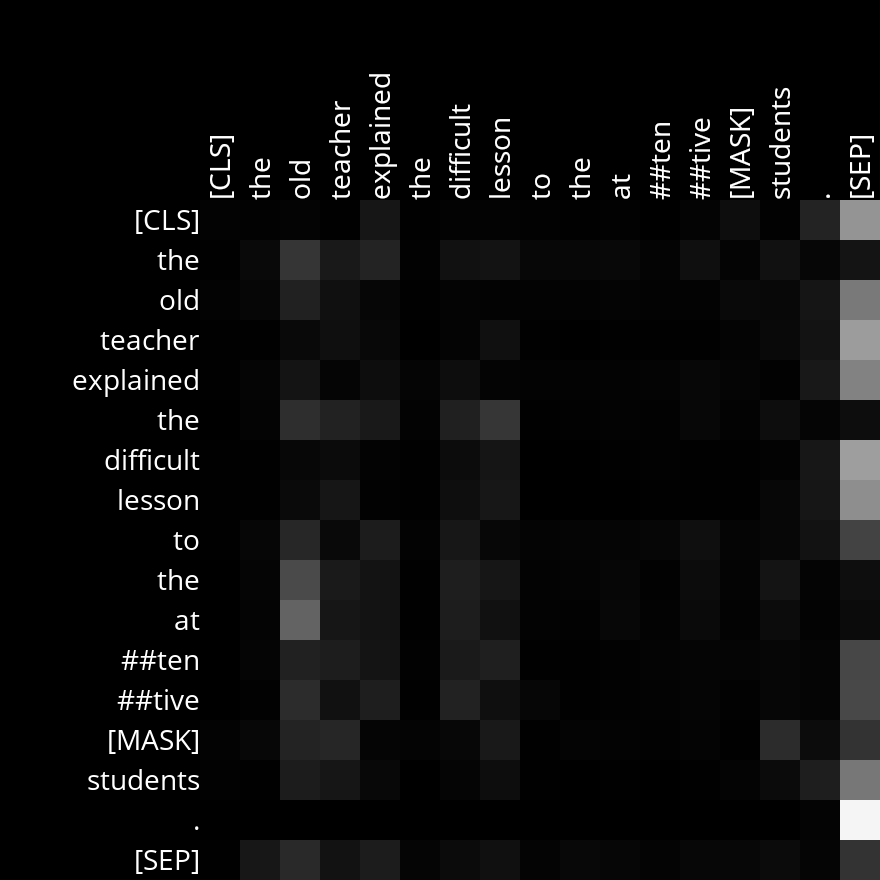 [CLS] the old teacher explained the difficult lesson to the at ##ten ##tive [MASK] students . [SEP]
[CLS]
the
old
teacher
explained
the
difficult
lesson
to
the
at
##ten
##tive
[MASK]
students
.
[SEP]